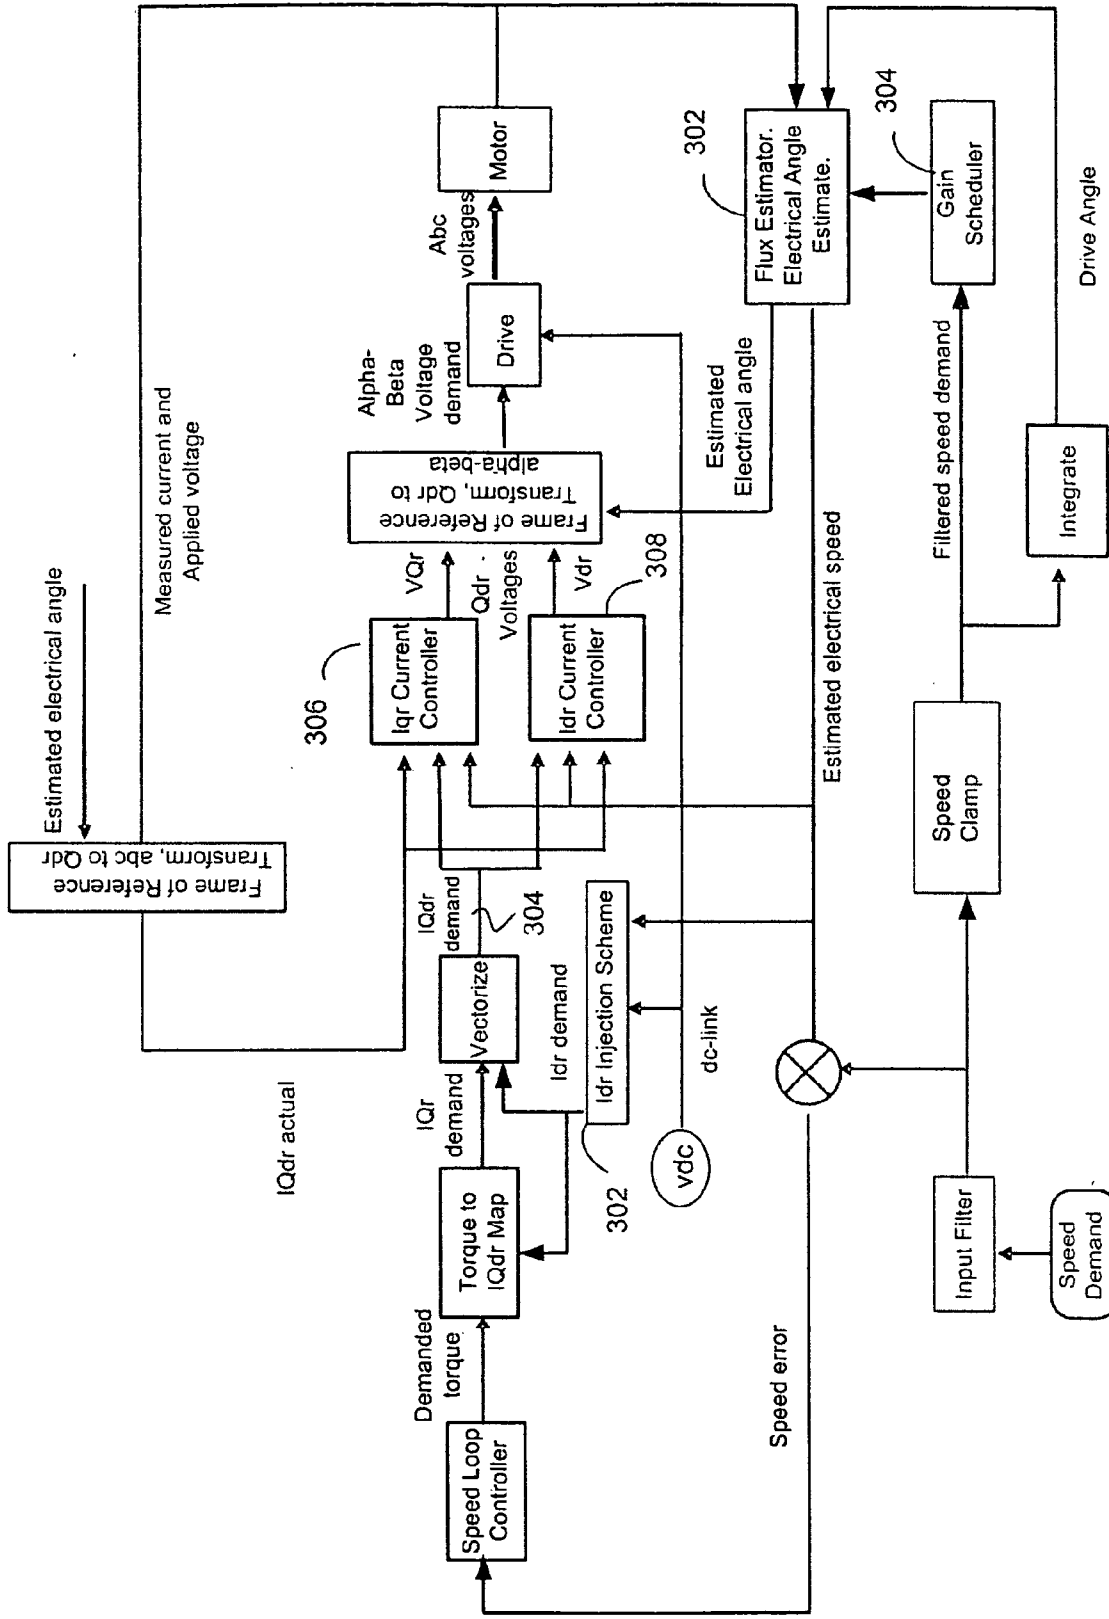 Estimated electrical angle
Frame of Reference
Transform, abc to Qdr
Measured current and
Applied voltage
IQdr actual
Speed Loop
Controller
Demanded
torque
Torque to
IQdr Map
IQr
demand
Vectorize
IQdr
demand
304
306
Iqr Current
Controller
VQr
Qdr
Voltages
Vdr
Idr Current
Controller
308
Frame of Reference
Transform, Qdr to
alpha-beta
Alpha-
Beta
Voltage
demand
Drive
Abc
voltages
Motor
Idr demand
Idr Injection Scheme
302
vdc
dc-link
Estimated
Electrical angle
302
Flux Estimator.
Electrical Angle
Estimate.
304
Gain
Scheduler
Speed error
Estimated electrical speed
Speed
Demand
Input Filter
Speed
Clamp
Filtered speed demand
Integrate
Drive Angle